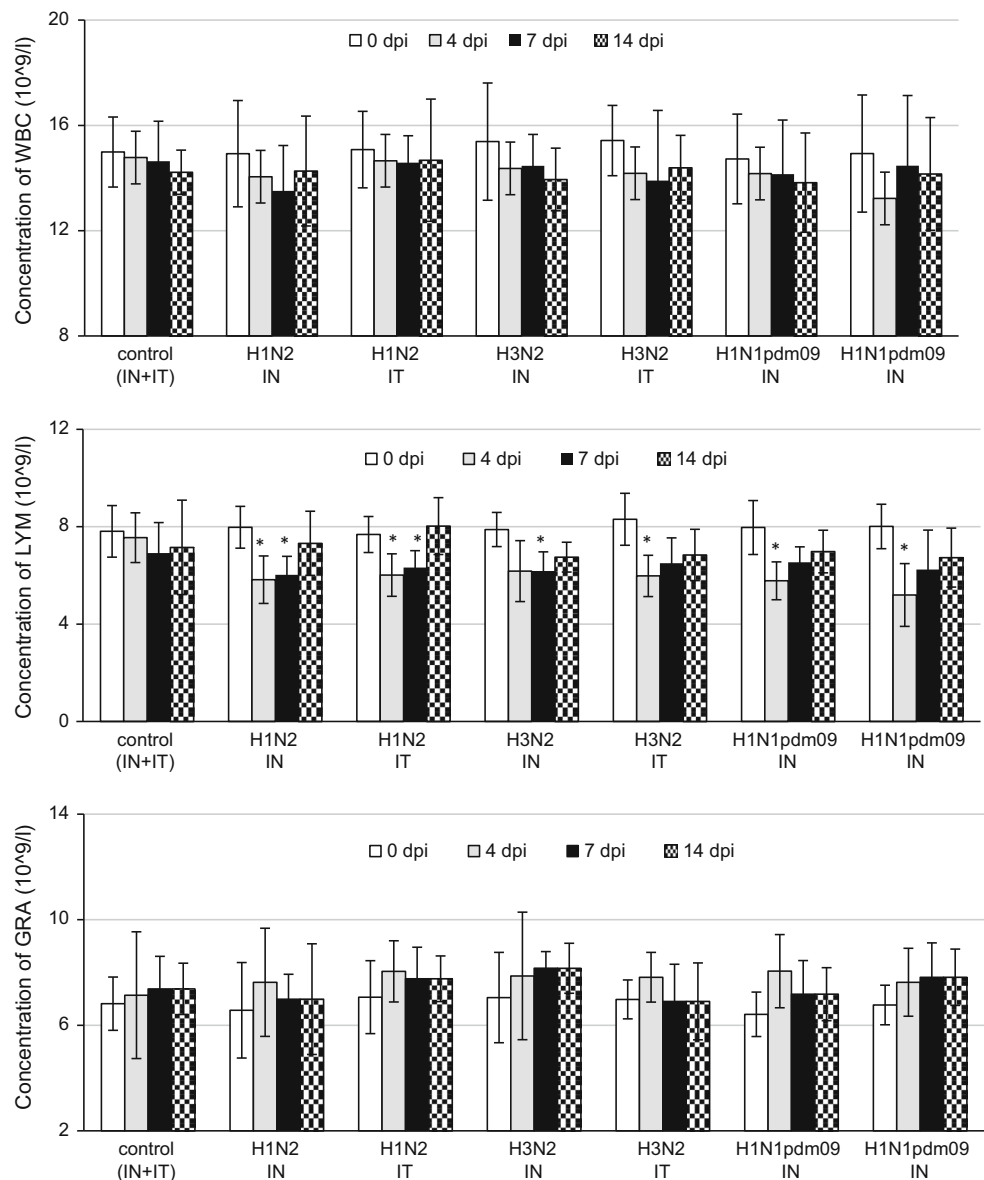 Concentration of WBC (10^9/l)
20
16
12
8
0 dpi 4 dpi 7 dpi 14 dpi
control H1N2 H1N2 H3N2 H3N2 H1N1pdm09 H1N1pdm09
(IN+IT) IN IT IN IT IN IN
Concentration of LYM (10^9/l)
12
8
4
0
0 dpi 4 dpi 7 dpi 14 dpi
* * * * * * * *
control H1N2 H1N2 H3N2 H3N2 H1N1pdm09 H1N1pdm09
(IN+IT) IN IT IN IT IN IN
Concentration of GRA (10^9/l)
14
10
6
2
0 dpi 4 dpi 7 dpi 14 dpi
control H1N2 H1N2 H3N2 H3N2 H1N1pdm09 H1N1pdm09
(IN+IT) IN IT IN IT IN IN